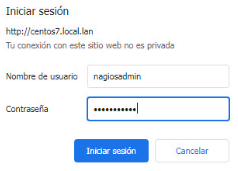 Iniciar sesión
http://centos7.local.lan
Tu conexión con este sitio web no es privada
Nombre de usuario nagiosadmin
Contraseña •••••••••••
Iniciar sesión Cancelar